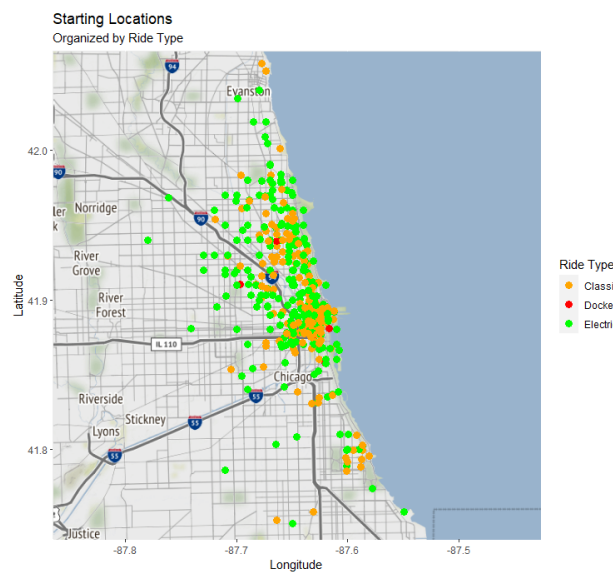 Starting Locations
Organized by Ride Type
94
Evanston
42.0
90
Norridge
ler
k
90
River
Grove
River
Forest
41.9
IL 110
Chicago
Riverside
Stickney
Lyons
55
55
55
41.8
Justice
-87.8
-87.7
-87.6
-87.5
Longitude
Latitude
Ride Type
Classi
Docke
Electri